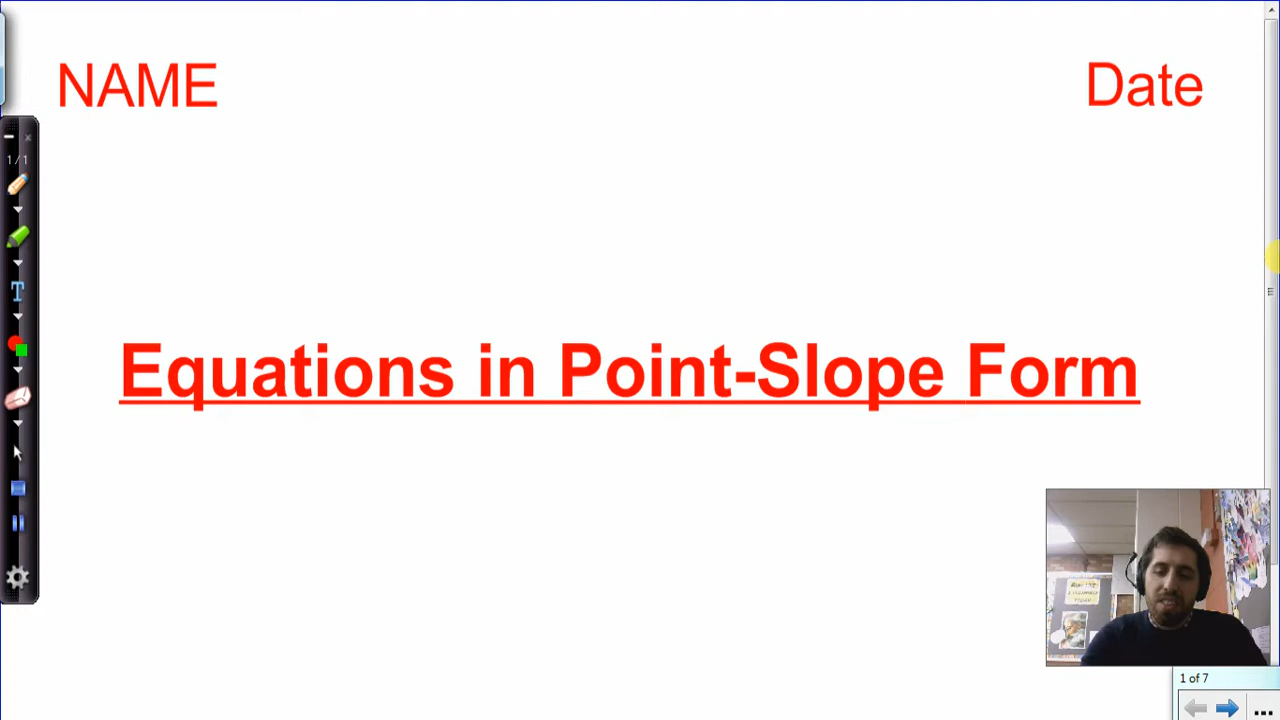 NAME
Date
1 / 1
T
Equations in Point-Slope Form
1 of 7